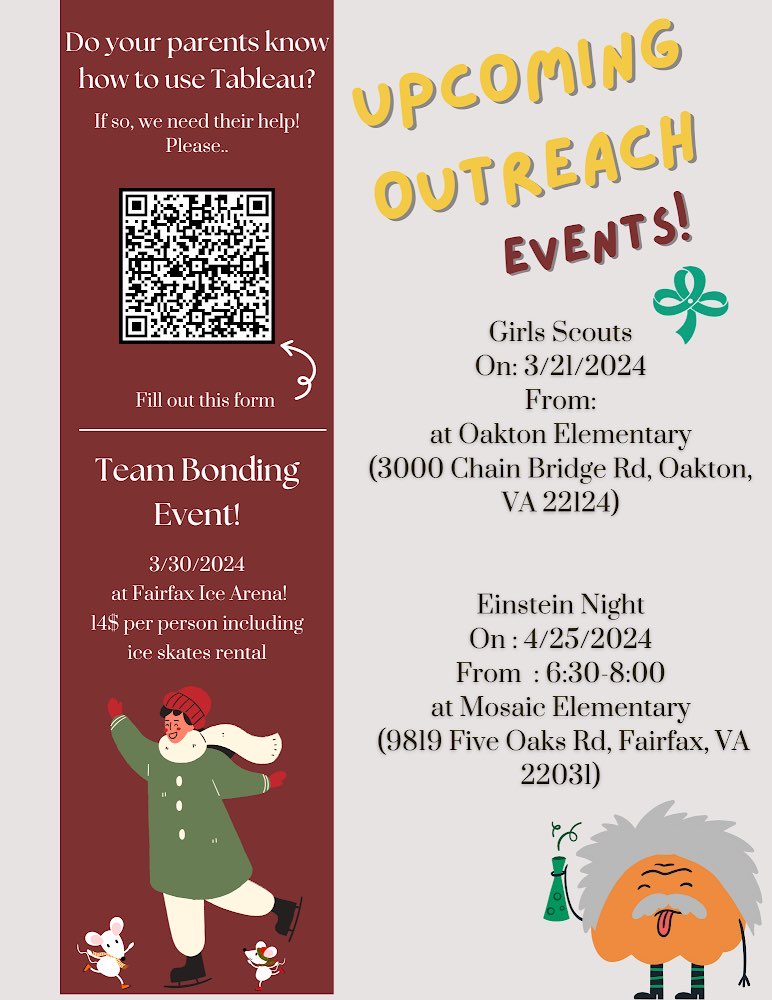 Do your parents know
how to use Tableau?
If so, we need their help!
Please..
Fill out this form
Team Bonding
Event!
3/30/2024
at Fairfax Ice Arena!
14$ per person including
ice skates rental
UPCOMING
OUTREACH
EVENTS!
Girls Scouts
On: 3/21/2024
From:
at Oakton Elementary
(3000 Chain Bridge Rd, Oakton,
VA 22124)
Einstein Night
On : 4/25/2024
From : 6:30-8:00
at Mosaic Elementary
(9819 Five Oaks Rd, Fairfax, VA
22031)